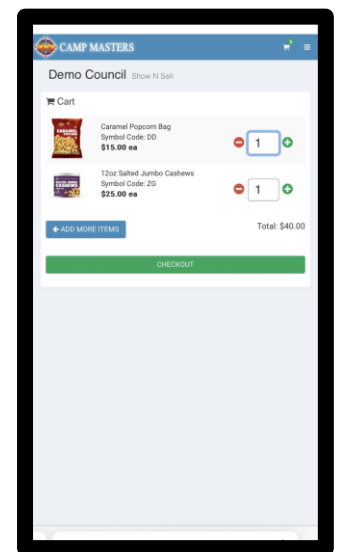 CAMP MASTERS
Demo Council Show N Sell
Cart
Caramel Popcorn Bag
Symbol Code: DD
$15.00 ea
1
12oz Salted Jumbo Cashews
Symbol Code: ZG
$25.00 ea
1
ADD MORE ITEMS
Total: $40.00
CHECKOUT